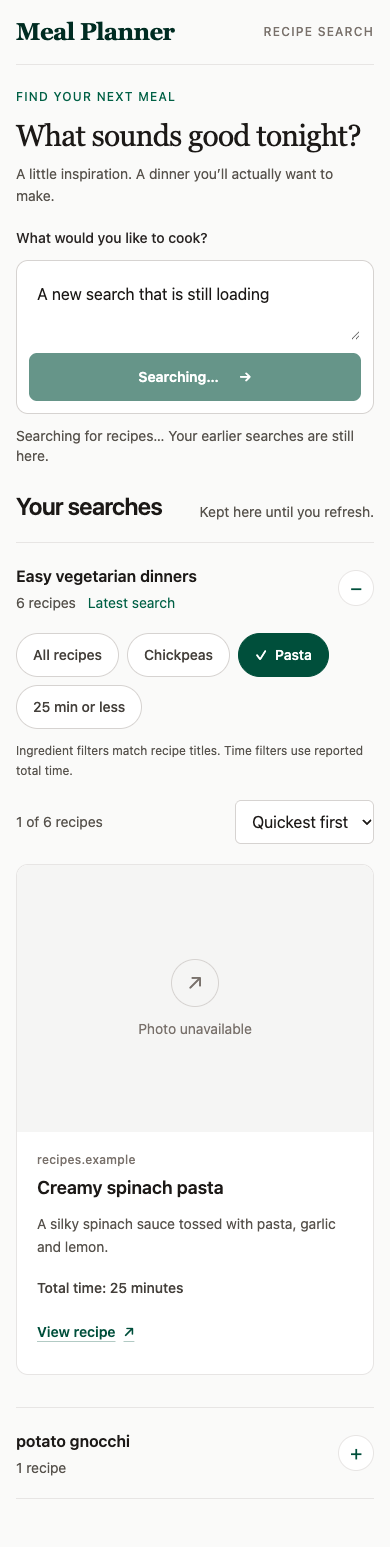 Meal Planner
RECIPE SEARCH
FIND YOUR NEXT MEAL
What sounds good tonight?
A little inspiration. A dinner you’ll actually want to
make.
What would you like to cook?
A new search that is still loading
Searching... →
Searching for recipes... Your earlier searches are still
here.
Your searches
Kept here until you refresh.
Easy vegetarian dinners
−
6 recipes Latest search
All recipes
Chickpeas
✓ Pasta
25 min or less
Ingredient filters match recipe titles. Time filters use reported
total time.
1 of 6 recipes
Quickest first
↗
Photo unavailable
recipes.example
Creamy spinach pasta
A silky spinach sauce tossed with pasta, garlic
and lemon.
Total time: 25 minutes
View recipe ↗
potato gnocchi
+
1 recipe